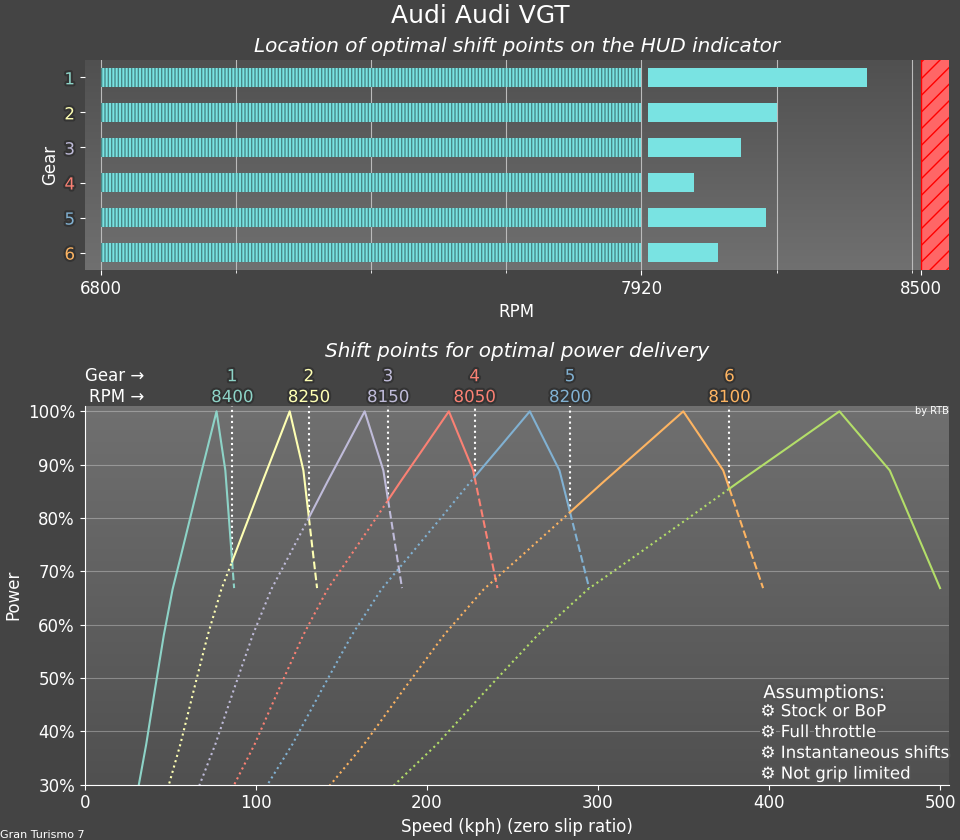 Audi Audi VGT
Location of optimal shift points on the HUD indicator
Gear
1
2
3
4
5
6
6800 7920 8500
RPM
Shift points for optimal power delivery
Gear → 1 2 3 4 5 6
RPM → 8400 8250 8150 8050 8200 8100
by RTB
Power
100%
90%
80%
70%
60%
50%
40%
30%
Assumptions:
⚙ Stock or BoP
⚙ Full throttle
⚙ Instantaneous shifts
⚙ Not grip limited
0 100 200 300 400 500
Speed (kph) (zero slip ratio)
Gran Turismo 7